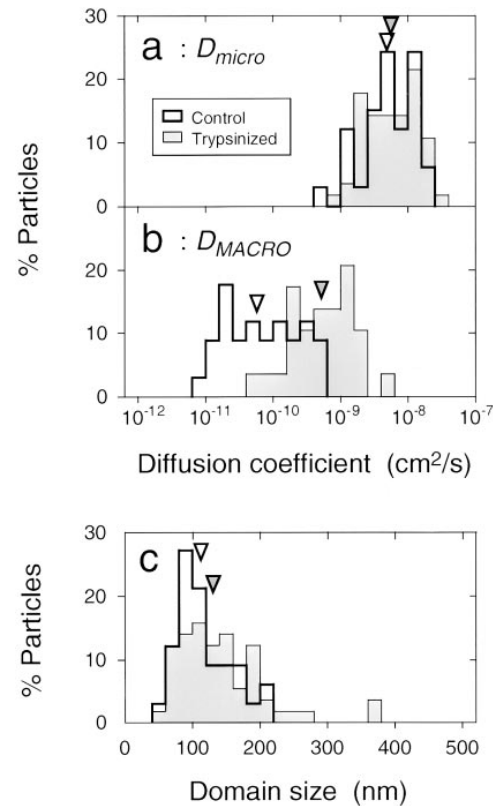 30
a : D_micro
20
Control
Trypsinized
10
0
% Particles
b : D_MACRO
20
10
0
10^-12 10^-11 10^-10 10^-9 10^-8 10^-7
Diffusion coefficient (cm²/s)
30
c
20
% Particles
10
0
0 100 200 300 400 500
Domain size (nm)